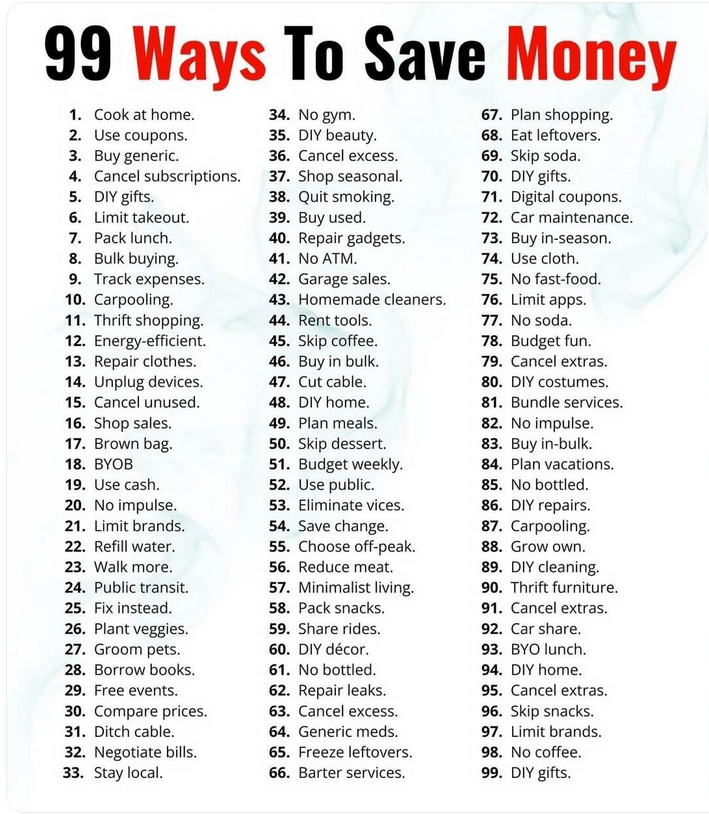 99 Ways To Save Money
1. Cook at home.
2. Use coupons.
3. Buy generic.
4. Cancel subscriptions.
5. DIY gifts.
6. Limit takeout.
7. Pack lunch.
8. Bulk buying.
9. Track expenses.
10. Carpooling.
11. Thrift shopping.
12. Energy-efficient.
13. Repair clothes.
14. Unplug devices.
15. Cancel unused.
16. Shop sales.
17. Brown bag.
18. BYOB
19. Use cash.
20. No impulse.
21. Limit brands.
22. Refill water.
23. Walk more.
24. Public transit.
25. Fix instead.
26. Plant veggies.
27. Groom pets.
28. Borrow books.
29. Free events.
30. Compare prices.
31. Ditch cable.
32. Negotiate bills.
33. Stay local.
34. No gym.
35. DIY beauty.
36. Cancel excess.
37. Shop seasonal.
38. Quit smoking.
39. Buy used.
40. Repair gadgets.
41. No ATM.
42. Garage sales.
43. Homemade cleaners.
44. Rent tools.
45. Skip coffee.
46. Buy in bulk.
47. Cut cable.
48. DIY home.
49. Plan meals.
50. Skip dessert.
51. Budget weekly.
52. Use public.
53. Eliminate vices.
54. Save change.
55. Choose off-peak.
56. Reduce meat.
57. Minimalist living.
58. Pack snacks.
59. Share rides.
60. DIY décor.
61. No bottled.
62. Repair leaks.
63. Cancel excess.
64. Generic meds.
65. Freeze leftovers.
66. Barter services.
67. Plan shopping.
68. Eat leftovers.
69. Skip soda.
70. DIY gifts.
71. Digital coupons.
72. Car maintenance.
73. Buy in-season.
74. Use cloth.
75. No fast-food.
76. Limit apps.
77. No soda.
78. Budget fun.
79. Cancel extras.
80. DIY costumes.
81. Bundle services.
82. No impulse.
83. Buy in-bulk.
84. Plan vacations.
85. No bottled.
86. DIY repairs.
87. Carpooling.
88. Grow own.
89. DIY cleaning.
90. Thrift furniture.
91. Cancel extras.
92. Car share.
93. BYO lunch.
94. DIY home.
95. Cancel extras.
96. Skip snacks.
97. Limit brands.
98. No coffee.
99. DIY gifts.